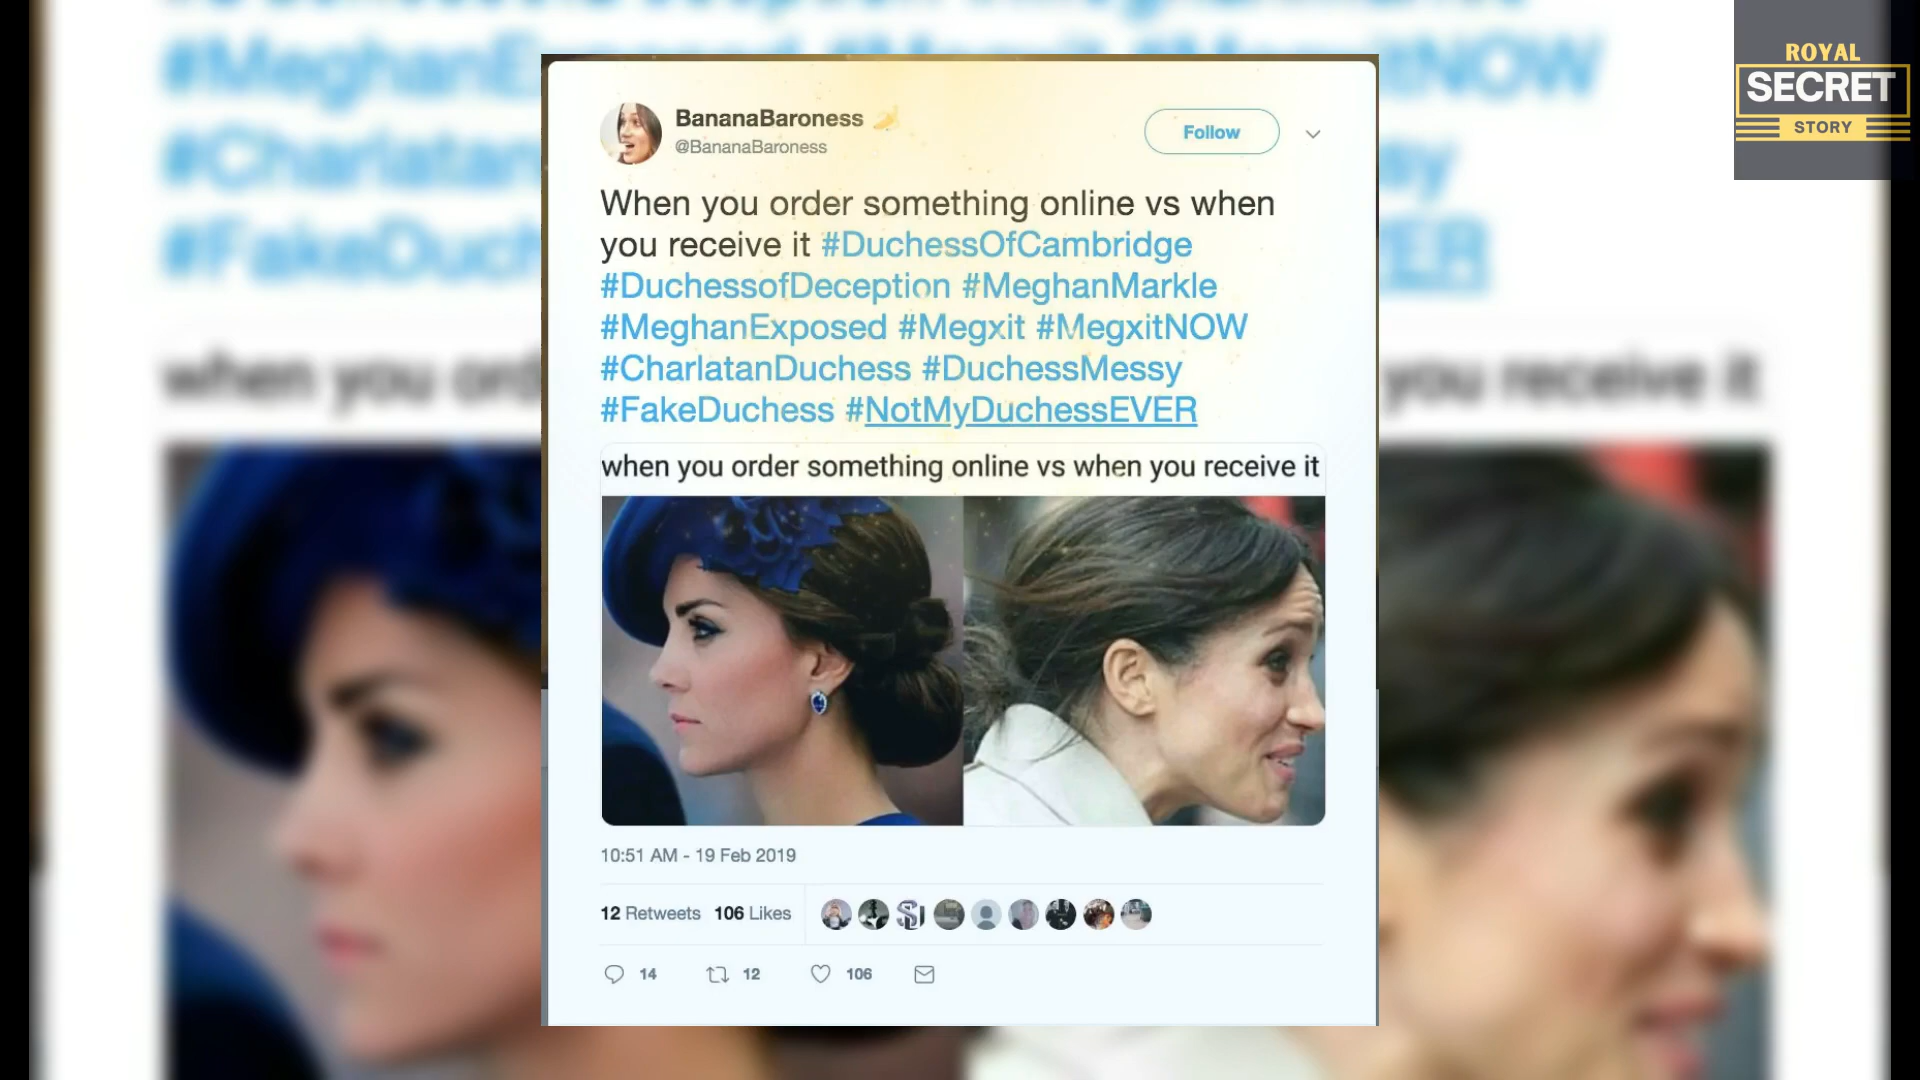 ROYAL
SECRET
STORY
BananaBaroness
@BananaBaroness
Follow
When you order something online vs when
you receive it #DuchessOfCambridge
#DuchessofDeception #MeghanMarkle
#MeghanExposed #Megxit #MegxitNOW
#CharlatanDuchess #DuchessMessy
#FakeDuchess #NotMyDuchessEVER
when you order something online vs when you receive it
10:51 AM - 19 Feb 2019
12 Retweets 106 Likes
14 12 106